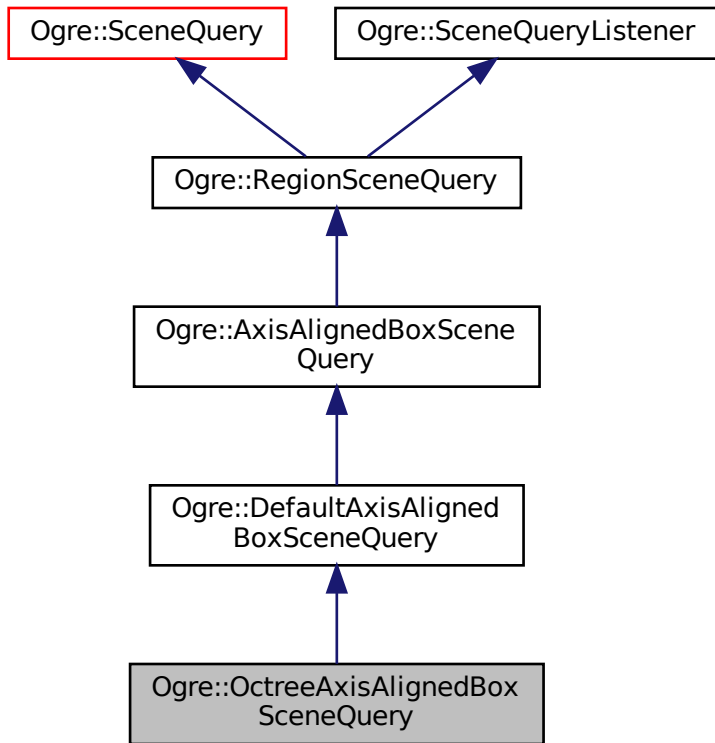 Ogre::SceneQuery
Ogre::SceneQueryListener
Ogre::RegionSceneQuery
Ogre::AxisAlignedBoxScene
Query
Ogre::DefaultAxisAligned
BoxSceneQuery
Ogre::OctreeAxisAlignedBox
SceneQuery